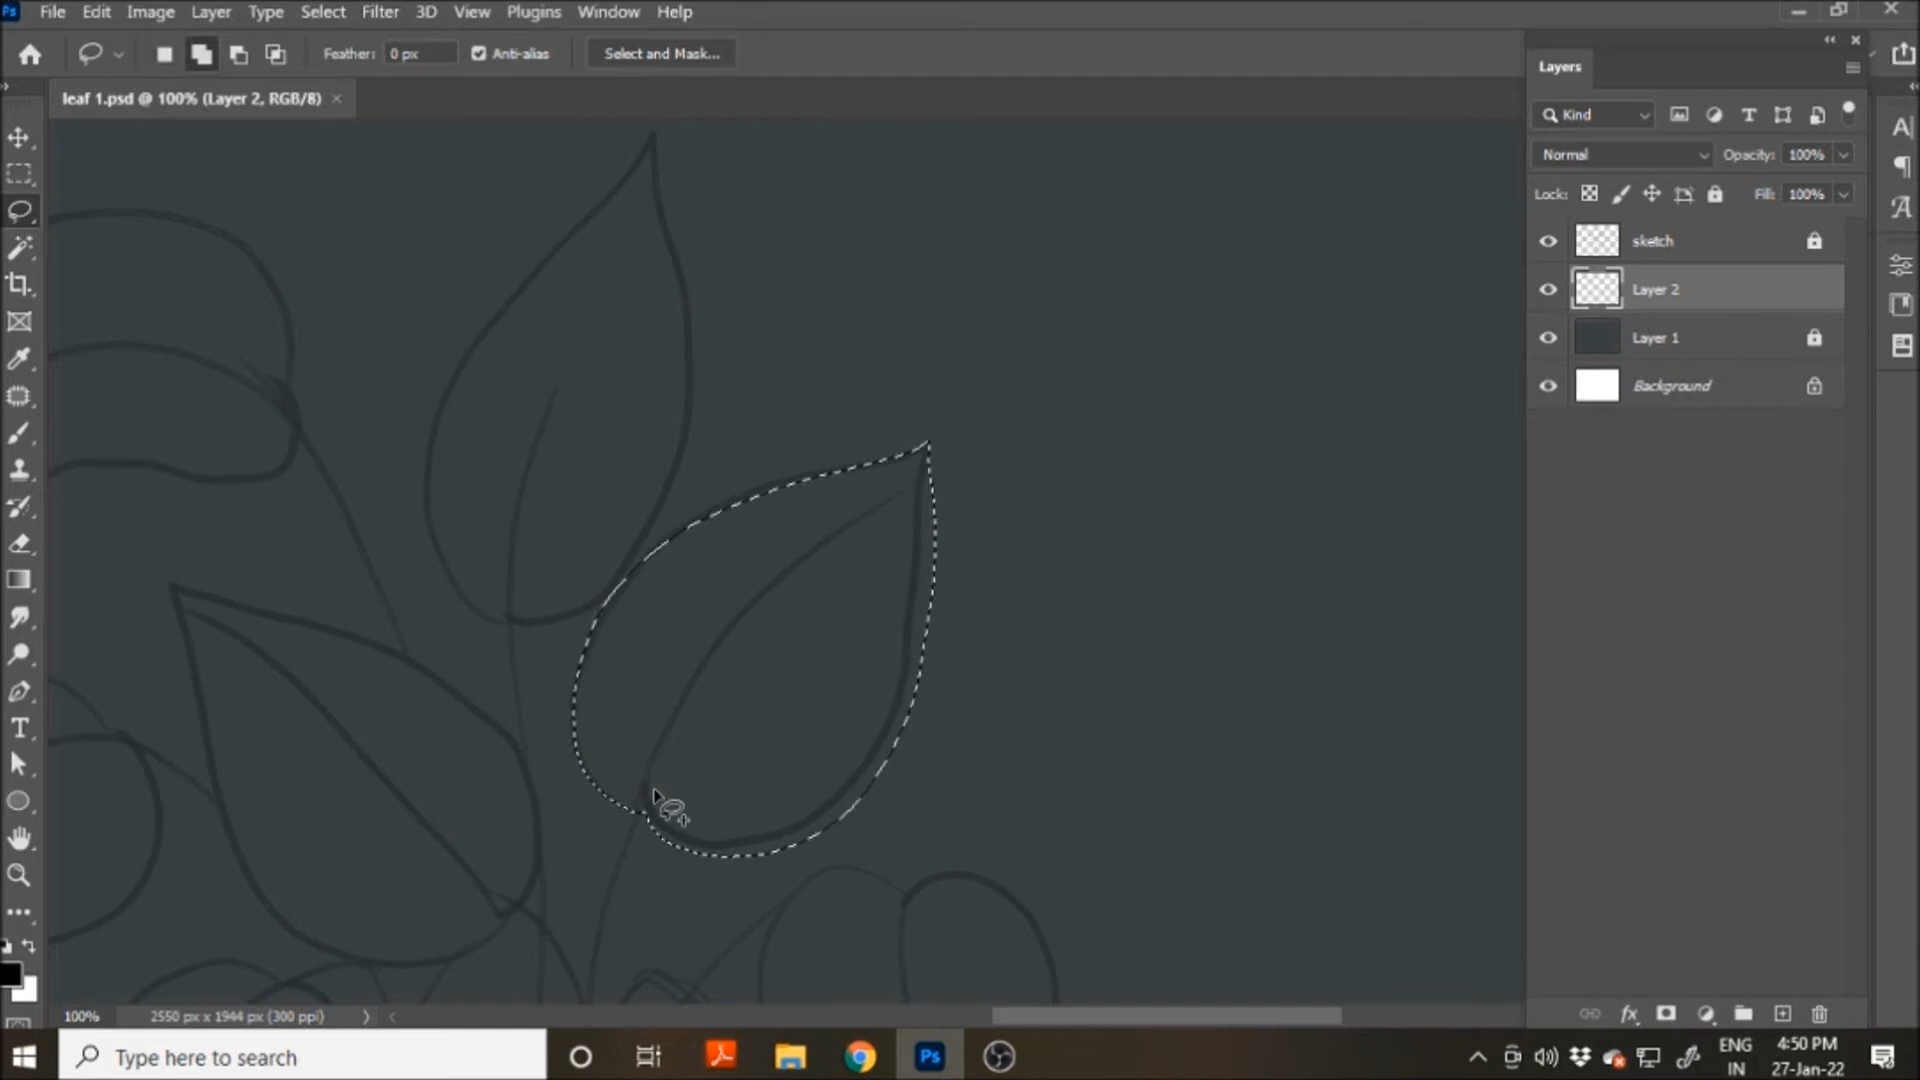 Ps File Edit Image Layer Type Select Filter 3D View Plugins Window Help
Feather: 0 px Anti-alias Select and Mask...
leaf 1.psd @ 100% (Layer 2, RGB/8) ×
Layers
Kind
Normal Opacity: 100%
Lock: Fill: 100%
sketch
Layer 2
Layer 1
Background
100% 2550 px x 1944 px (300 ppi)
Type here to search
Ps
ENG
IN
4:50 PM
27-Jan-22